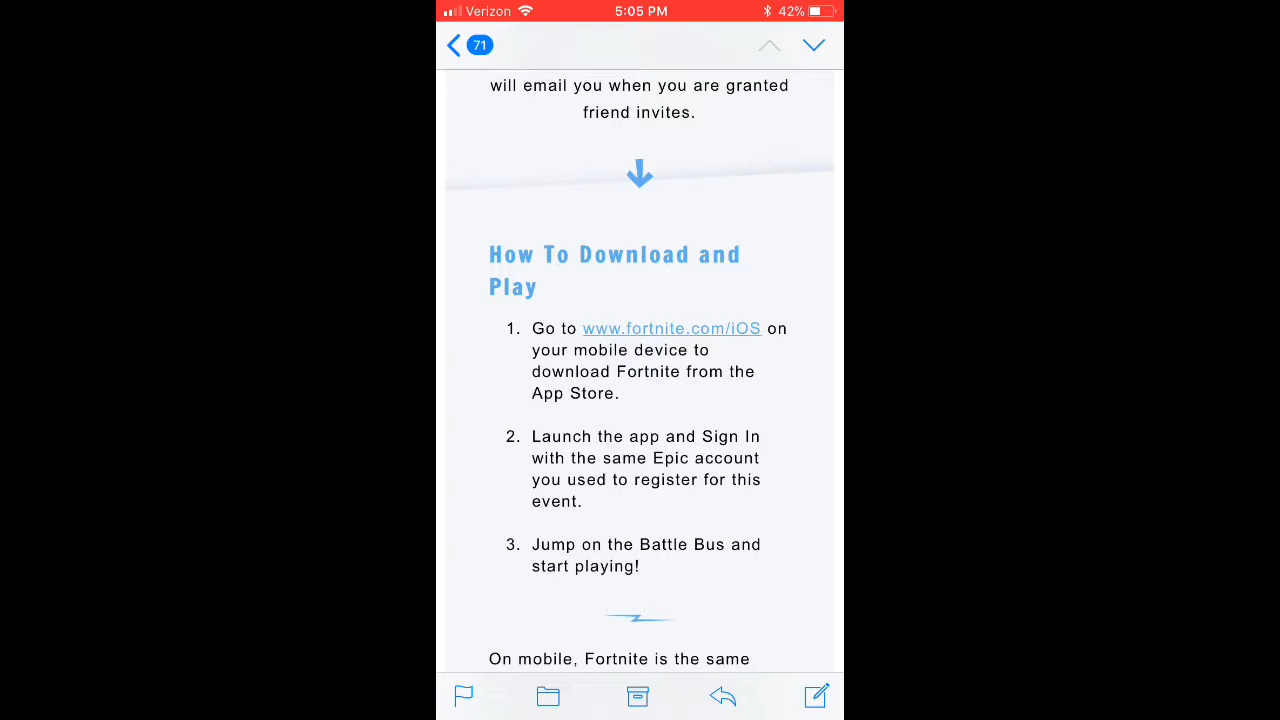 Verizon 5:05 PM 42%
71
will email you when you are granted
friend invites.
How To Download and
Play
1. Go to www.fortnite.com/iOS on
your mobile device to
download Fortnite from the
App Store.
2. Launch the app and Sign In
with the same Epic account
you used to register for this
event.
3. Jump on the Battle Bus and
start playing!
On mobile, Fortnite is the same